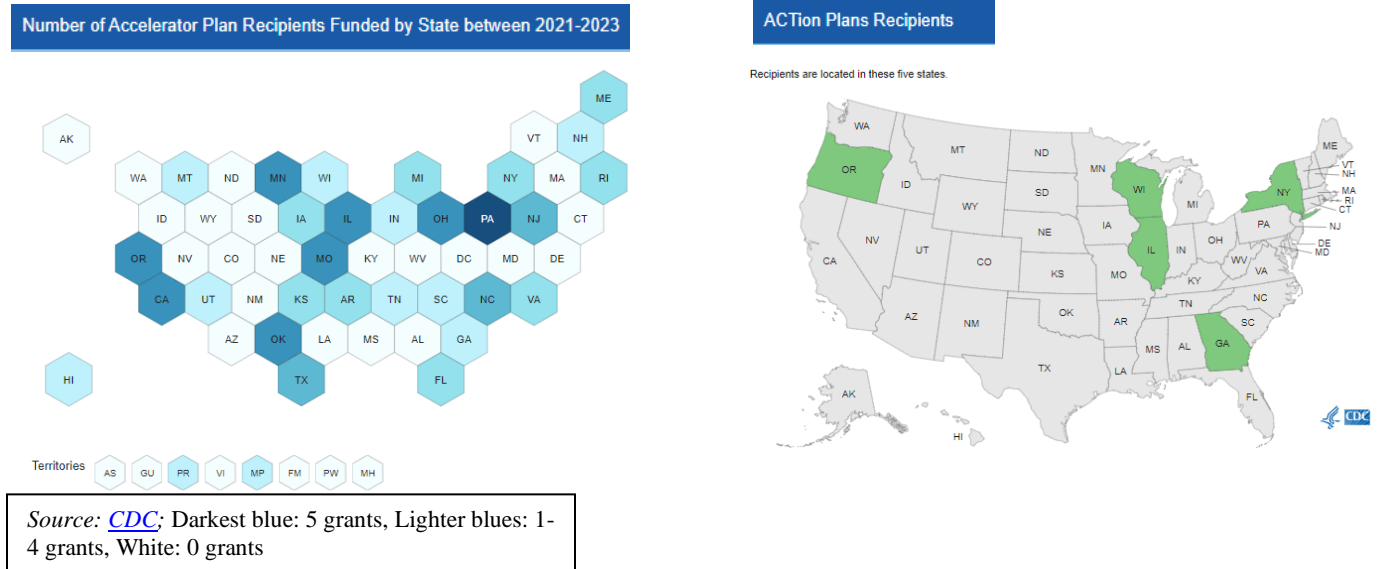 Number of Accelerator Plan Recipients Funded by State between 2021-2023
ME
AK
VT NH
WA MT ND MN WI MI NY MA RI
ID WY SD IA IL IN OH PA NJ CT
OR NV CO NE MO KY WV DC MD DE
CA UT NM KS AR TN SC NC VA
AZ OK LA MS AL GA
HI
TX FL
Territories AS GU PR VI MP FM PW MH
Source: CDC; Darkest blue: 5 grants, Lighter blues: 1-
4 grants, White: 0 grants
ACTion Plans Recipients
Recipients are located in these five states.
WA
MT
ND
MN
ME
VT
NH
OR
ID
SD
WI
NY
MA
RI
CT
WY
MI
IA
PA
NJ
NE
NV
UT
CO
IL
IN
OH
DE
MD
CA
KS
MO
WV
VA
KY
NC
TN
AZ
NM
OK
AR
SC
MS
AL
GA
TX
LA
FL
AK
HI
CDC